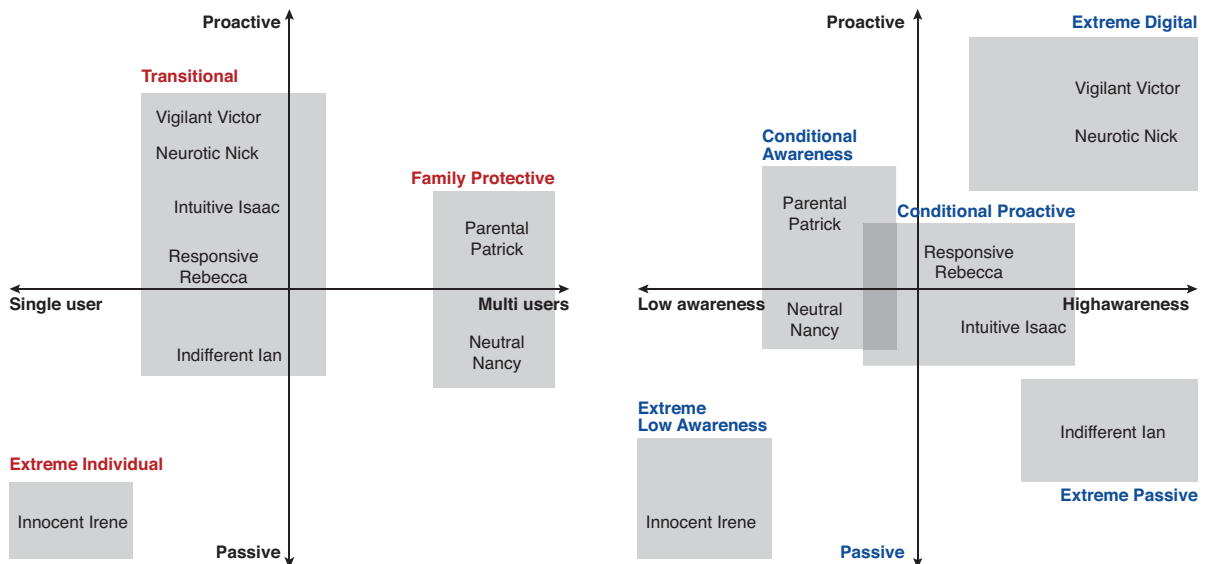 Proactive
Transitional
Vigilant Victor
Neurotic Nick
Intuitive Isaac
Responsive
Rebecca
Indifferent Ian
Family Protective
Parental
Patrick
Neutral
Nancy
Single user
Multi users
Extreme Individual
Innocent Irene
Passive
Proactive
Extreme Digital
Vigilant Victor
Neurotic Nick
Conditional
Awareness
Parental
Patrick
Neutral
Nancy
Conditional Proactive
Responsive
Rebecca
Intuitive Isaac
Low awareness
Highawareness
Extreme
Low Awareness
Innocent Irene
Indifferent Ian
Extreme Passive
Passive